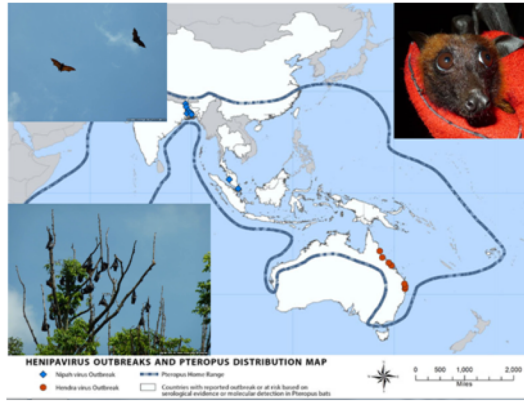 HENIPAVIRUS OUTBREAKS AND PTEROPUS DISTRIBUTION MAP
Nipah virus Outbreak
Pteropus Home Range
Hendra virus Outbreak
Countries with reported outbreak or at risk based on
serological evidence or molecular detection in Pteropus bats
0 500 1,000 1,500 2,000
Miles